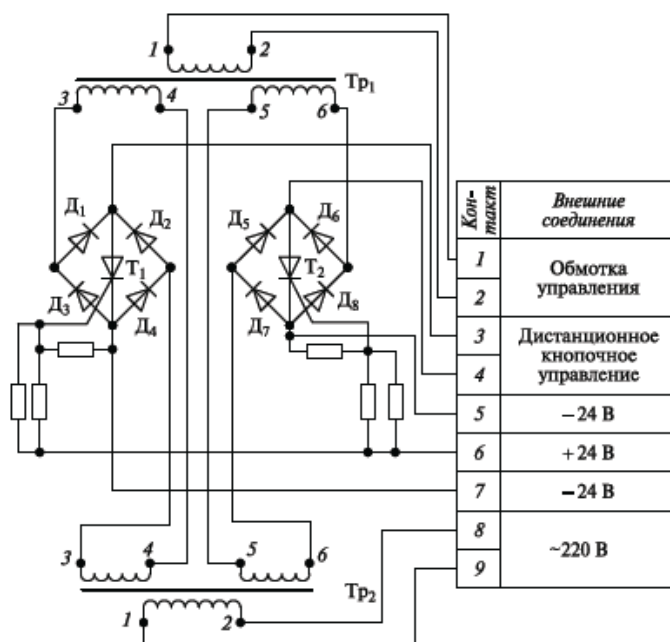 1
2
Тр₁
3
4
5
6
Д₁
Д₂
Т₁
Д₃
Д₄
Д₅
Д₆
Т₂
Д₇
Д₈
Кон-
такт
Внешние
соединения
1
2
Обмотка
управления
3
4
Дистанционное
кнопочное
управление
5
−24 В
6
+24 В
7
−24 В
8
9
~220 В
3
4
5
6
Тр₂
1
2